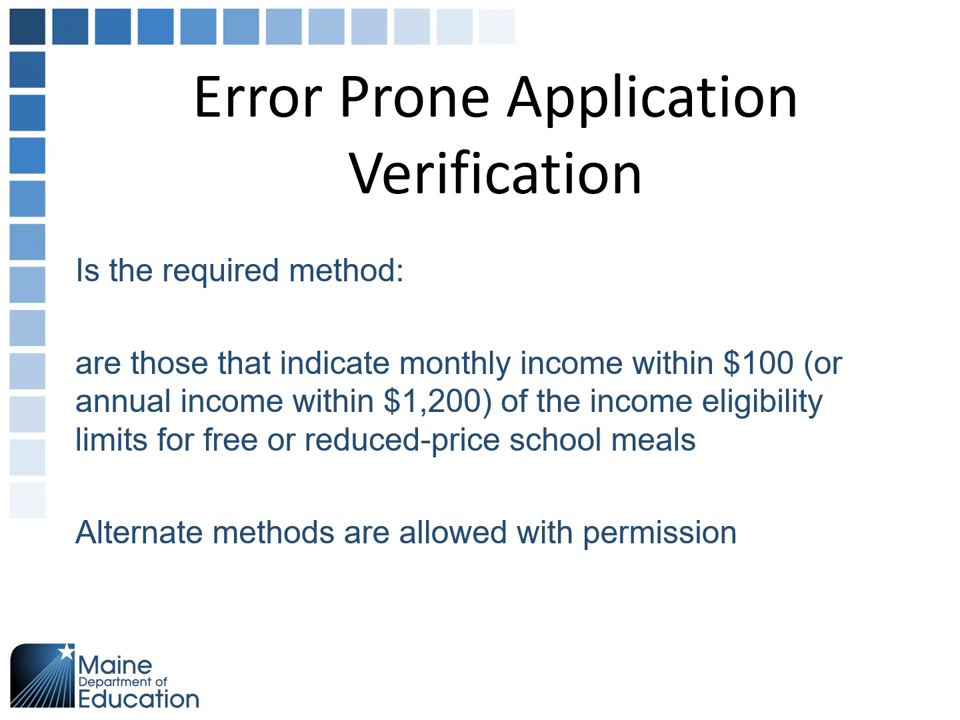 Error Prone Application
Verification
Is the required method:
are those that indicate monthly income within $100 (or
annual income within $1,200) of the income eligibility
limits for free or reduced-price school meals
Alternate methods are allowed with permission
Maine
Department of
Education